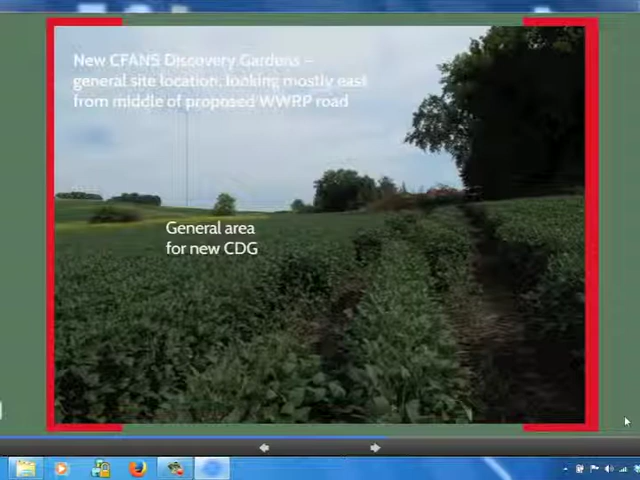 New CFANS Discovery Gardens –
general site location, looking mostly east
from middle of proposed WWRP road
General area
for new CDG